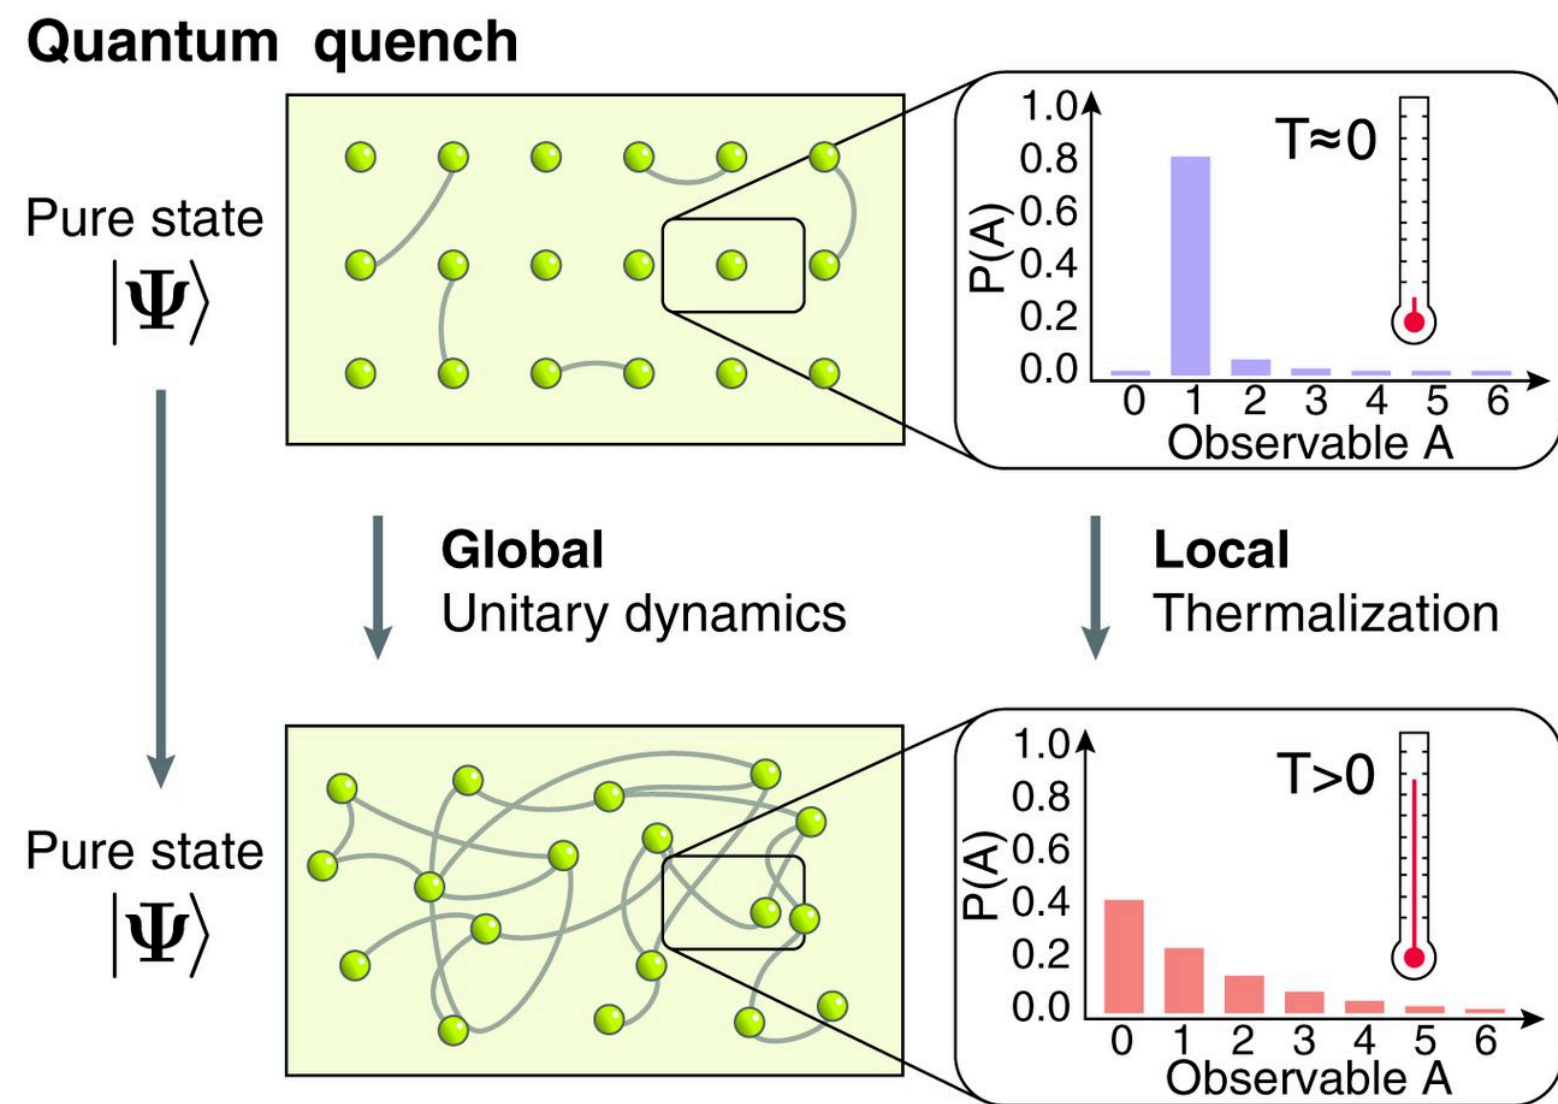 Quantum quench
Pure state
|Ψ⟩
1.0
0.8
0.6
0.4
0.2
0.0
P(A)
T≈0
0 1 2 3 4 5 6
Observable A
Global
Unitary dynamics
Local
Thermalization
Pure state
|Ψ⟩
1.0
0.8
0.6
0.4
0.2
0.0
P(A)
T>0
0 1 2 3 4 5 6
Observable A